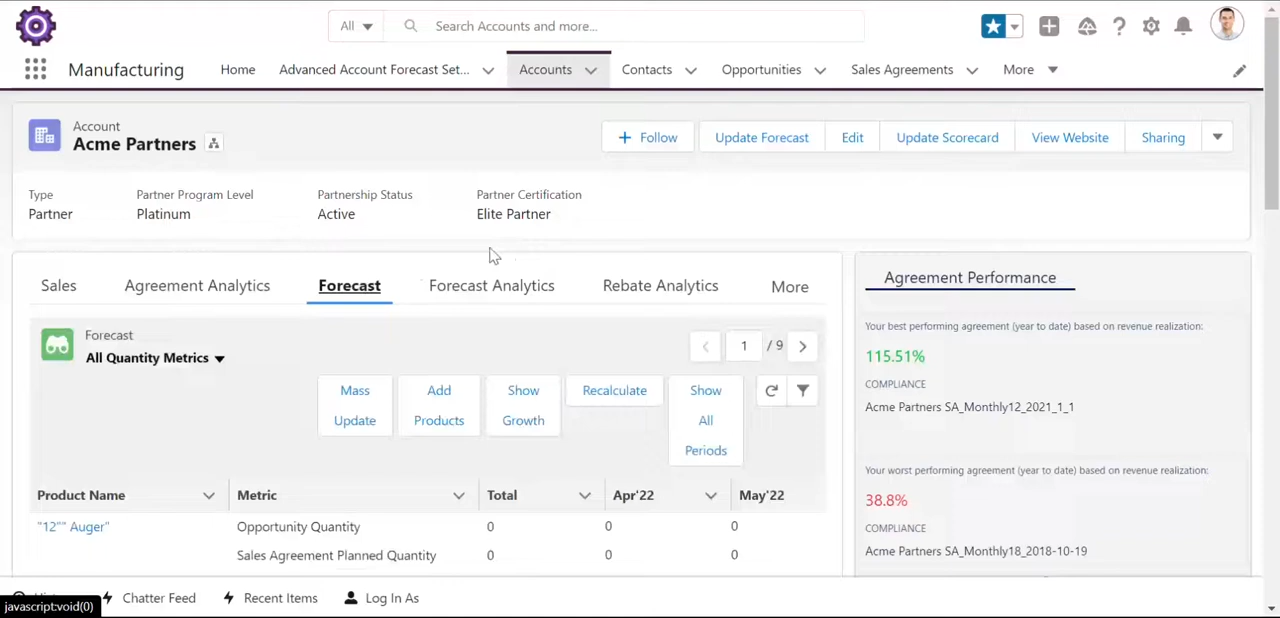 All
Search Accounts and more...
Manufacturing
Home
Advanced Account Forecast Set...
Accounts
Contacts
Opportunities
Sales Agreements
More
Account
Acme Partners
Follow
Update Forecast
Edit
Update Scorecard
View Website
Sharing
Type
Partner Program Level
Partnership Status
Partner Certification
Partner
Platinum
Active
Elite Partner
Sales
Agreement Analytics
Forecast
Forecast Analytics
Rebate Analytics
More
Agreement Performance
Forecast
All Quantity Metrics
1 / 9
Mass
Update
Add
Products
Show
Growth
Recalculate
Show
All
Periods
Your best performing agreement (year to date) based on revenue realization:
115.51%
COMPLIANCE
Acme Partners SA_Monthly12_2021_1_1
Your worst performing agreement (year to date) based on revenue realization:
38.8%
COMPLIANCE
Acme Partners SA_Monthly18_2018-10-19
Product Name
Metric
Total
Apr'22
May'22
"12"" Auger"
Opportunity Quantity
0
0
0
Sales Agreement Planned Quantity
0
0
0
Chatter Feed
Recent Items
Log In As
javascript:void(0)